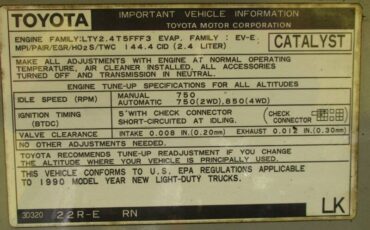 TOYOTA IMPORTANT VEHICLE INFORMATION
TOYOTA MOTOR CORPORATION
ENGINE FAMILY:LTY2.4T5FFF3 EVAP. FAMILY : EV-E.
MPI/PAIR/EGR/HO2S/TWC 144.4 CID (2.4 LITER)
CATALYST
MAKE ALL ADJUSTMENTS WITH ENGINE AT NORMAL OPERATING
TEMPERATURE, AIR CLEANER INSTALLED, ALL ACCESSORIES
TURNED OFF AND TRANSMISSION IN NEUTRAL.
ENGINE TUNE-UP SPECIFICATIONS FOR ALL ALTITUDES
IDLE SPEED (RPM) MANUAL 750
AUTOMATIC 750(2WD),850(4WD)
IGNITION TIMING (BTDC) 5°WITH CHECK CONNECTOR
SHORT-CIRCUITED AT IDLING.
CHECK CONNECTOR
VALVE CLEARANCE INTAKE 0.008 IN.(0.20mm) EXHAUST 0.012 IN.(0.30mm)
NO OTHER ADJUSTMENTS NEEDED.
TOYOTA RECOMMENDS TUNE-UP READJUSTMENT IF YOU CHANGE
THE ALTITUDE WHERE YOUR VEHICLE IS PRINCIPALLY USED.
THIS VEHICLE CONFORMS TO U.S. EPA REGULATIONS APPLICABLE
TO 1990 MODEL YEAR NEW LIGHT-DUTY TRUCKS.
30320 22R-E RN LK